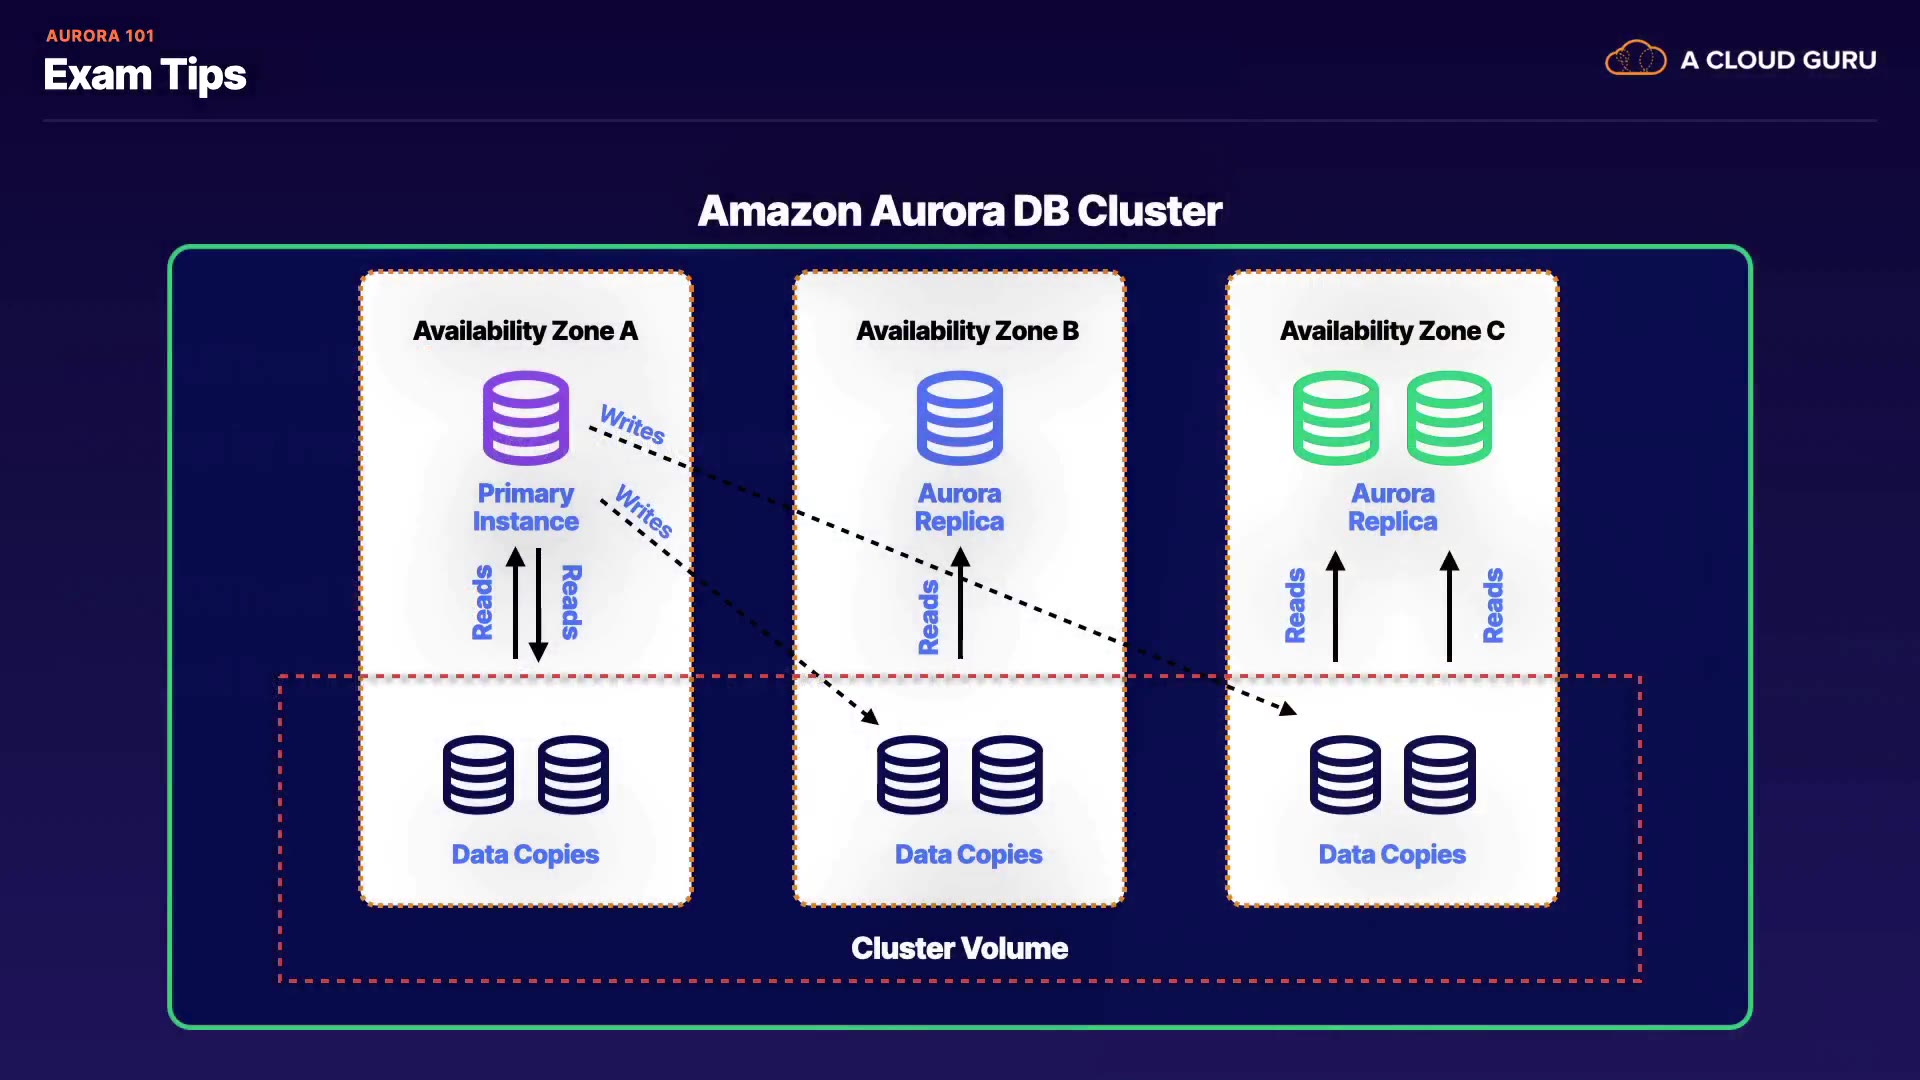 AURORA 101
Exam Tips
A CLOUD GURU
Amazon Aurora DB Cluster
Availability Zone A
Availability Zone B
Availability Zone C
Writes
Writes
Primary
Instance
Aurora
Replica
Aurora
Replica
Reads
Reads
Reads
Reads
Reads
Data Copies
Data Copies
Data Copies
Cluster Volume